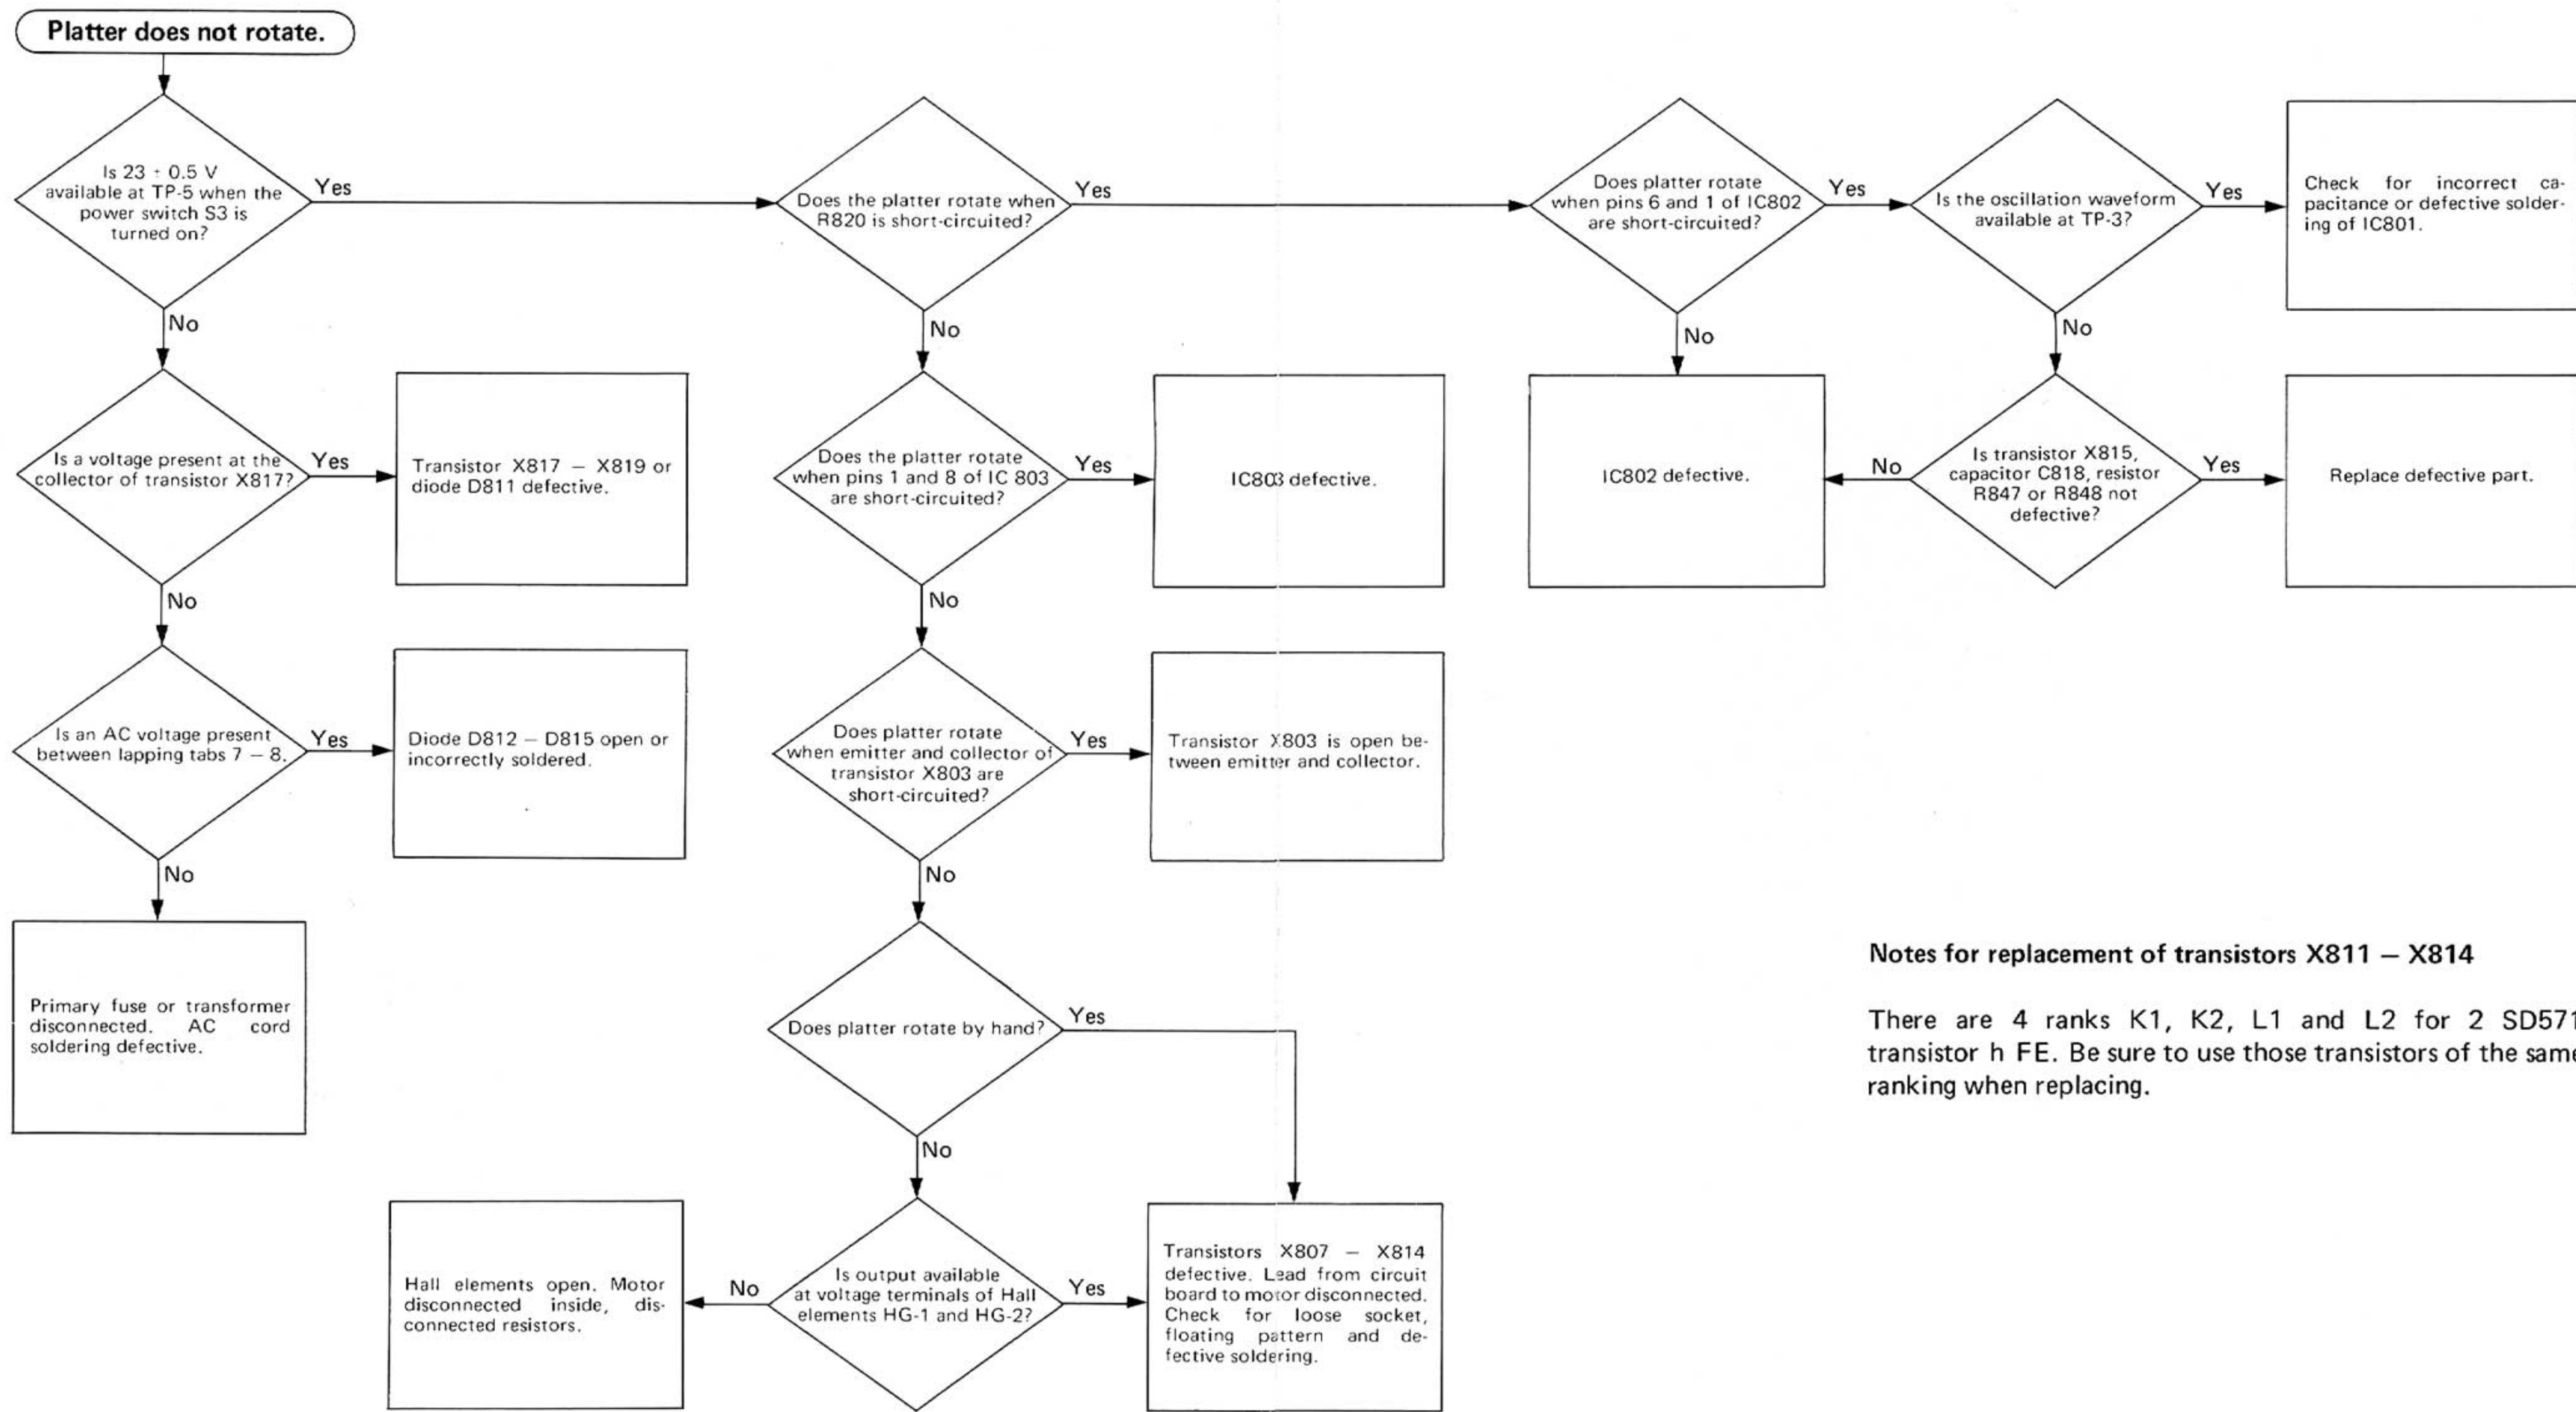 Platter does not rotate.
Is 23 ÷ 0.5 V
available at TP-5 when the
power switch S3 is
turned on?
Yes
No
Does the platter rotate when
R820 is short-circuited?
Yes
No
Does platter rotate
when pins 6 and 1 of IC802
are short-circuited?
Yes
No
Is the oscillation waveform
available at TP-3?
Yes
No
Check for incorrect ca-
pacitance or defective solder-
ing of IC801.
Is a voltage present at the
collector of transistor X817?
Yes
No
Transistor X817 – X819 or
diode D811 defective.
Does the platter rotate
when pins 1 and 8 of IC 803
are short-circuited?
Yes
No
IC803 defective.
IC802 defective.
No
Is transistor X815,
capacitor C818, resistor
R847 or R848 not
defective?
Yes
Replace defective part.
Is an AC voltage present
between lapping tabs 7 – 8.
Yes
No
Diode D812 – D815 open or
incorrectly soldered.
Does platter rotate
when emitter and collector of
transistor X803 are
short-circuited?
Yes
No
Transistor X803 is open be-
tween emitter and collector.
Primary fuse or transformer
disconnected. AC cord
soldering defective.
Does platter rotate by hand?
Yes
No
Notes for replacement of transistors X811 – X814
There are 4 ranks K1, K2, L1 and L2 for 2 SD571
transistor h FE. Be sure to use those transistors of the same
ranking when replacing.
Hall elements open. Motor
disconnected inside, dis-
connected resistors.
No
Is output available
at voltage terminals of Hall
elements HG-1 and HG-2?
Yes
Transistors X807 – X814
defective. Lead from circuit
board to motor disconnected.
Check for loose socket,
floating pattern and de-
fective soldering.